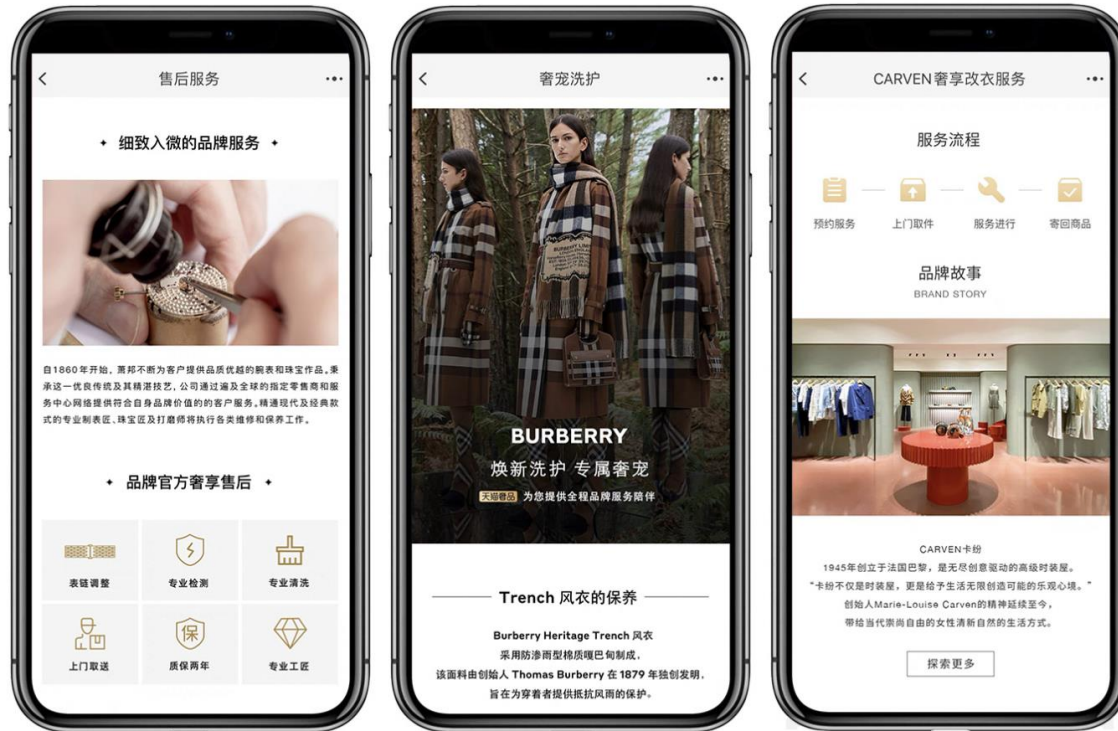 售后服务
细致入微的品牌服务
自1860年开始，萧邦不断为客户提供品质优越的腕表和珠宝作品。秉
承这一优良传统及其精湛技艺，公司通过遍及全球的指定零售商和服
务中心网络提供符合自身品牌价值的的客户服务。精通现代及经典款
式的专业制表匠、珠宝匠及打磨师将执行各类维修和保养工作。
品牌官方奢享售后
表链调整
专业检测
专业清洗
上门取送
保
质保两年
专业工匠
奢宠洗护
BURBERRY
焕新洗护 专属奢宠
天猫奢品 为您提供全程品牌服务陪伴
Trench 风衣的保养
Burberry Heritage Trench 风衣
采用防渗雨型棉质嘎巴甸制成，
该面料由创始人 Thomas Burberry 在 1879 年独创发明，
旨在为穿着者提供抵抗风雨的保护。
CARVEN奢享改衣服务
服务流程
预约服务
上门取件
服务进行
寄回商品
品牌故事
BRAND STORY
CARVEN卡纷
1945年创立于法国巴黎，是无尽创意驱动的高级时装屋。
“卡纷不仅是时装屋，更是给予生活无限创造可能的乐观心境。”
创始人Marie-Louise Carven的精神延续至今，
带给当代崇尚自由的女性清新自然的生活方式。
探索更多